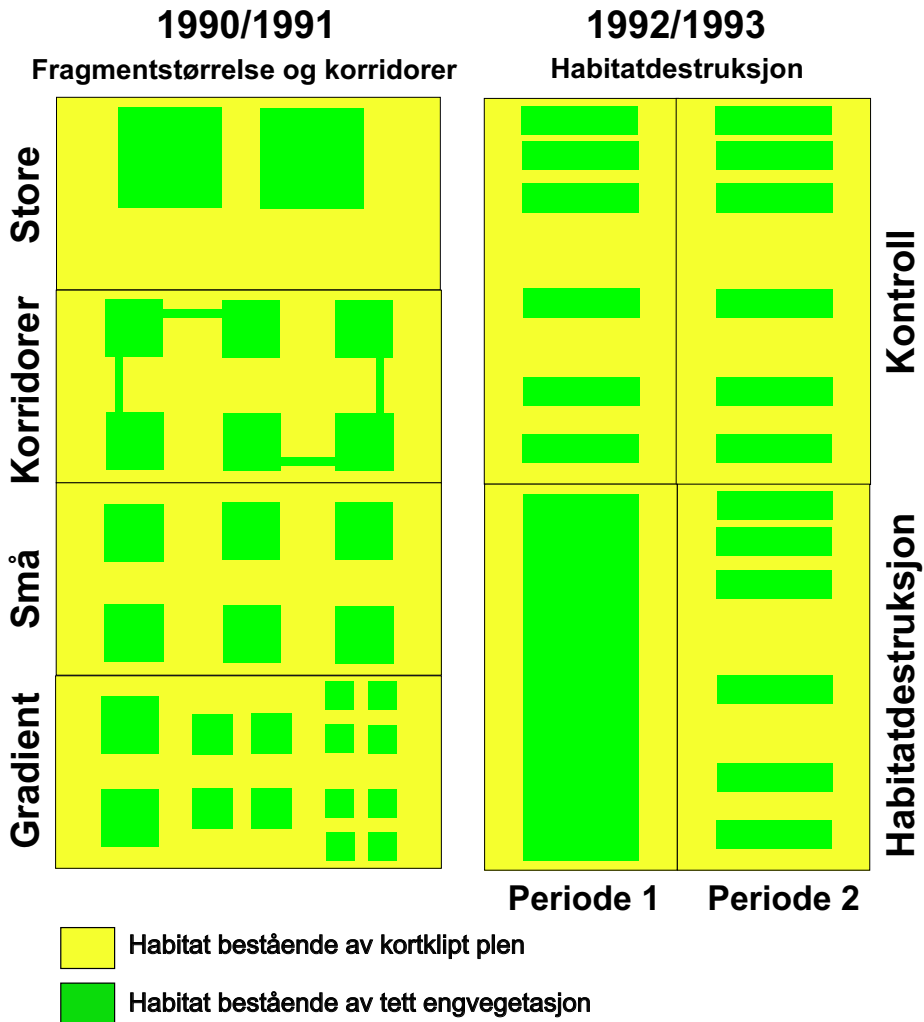 1990/1991
Fragmentstørrelse og korridorer
Store
Korridorer
Små
Gradient
1992/1993
Habitatdestruksjon
Kontroll
Habitatdestruksjon
Periode 1
Periode 2
Habitat bestående av kortklipt plen
Habitat bestående av tett engvegetasjon